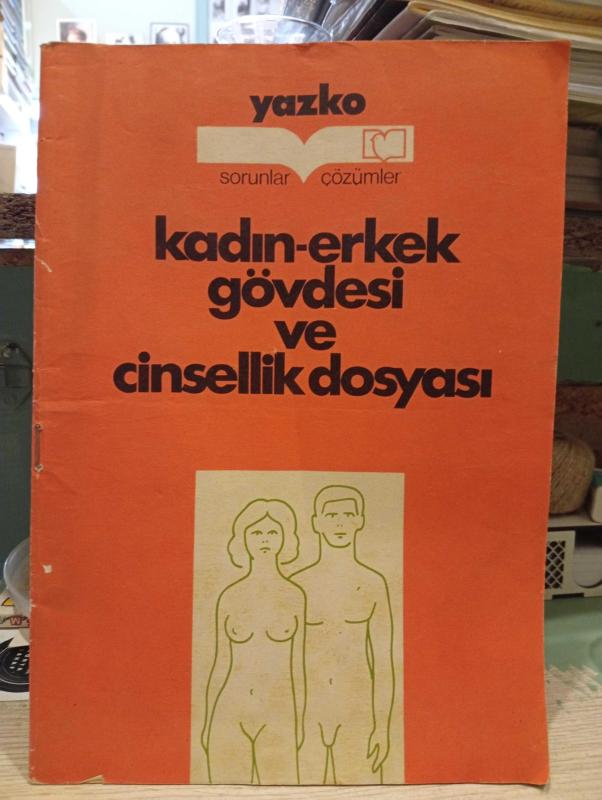 yazko
sorunlar çözümler
kadın-erkek
gövdesi
ve
cinsellik dosyası